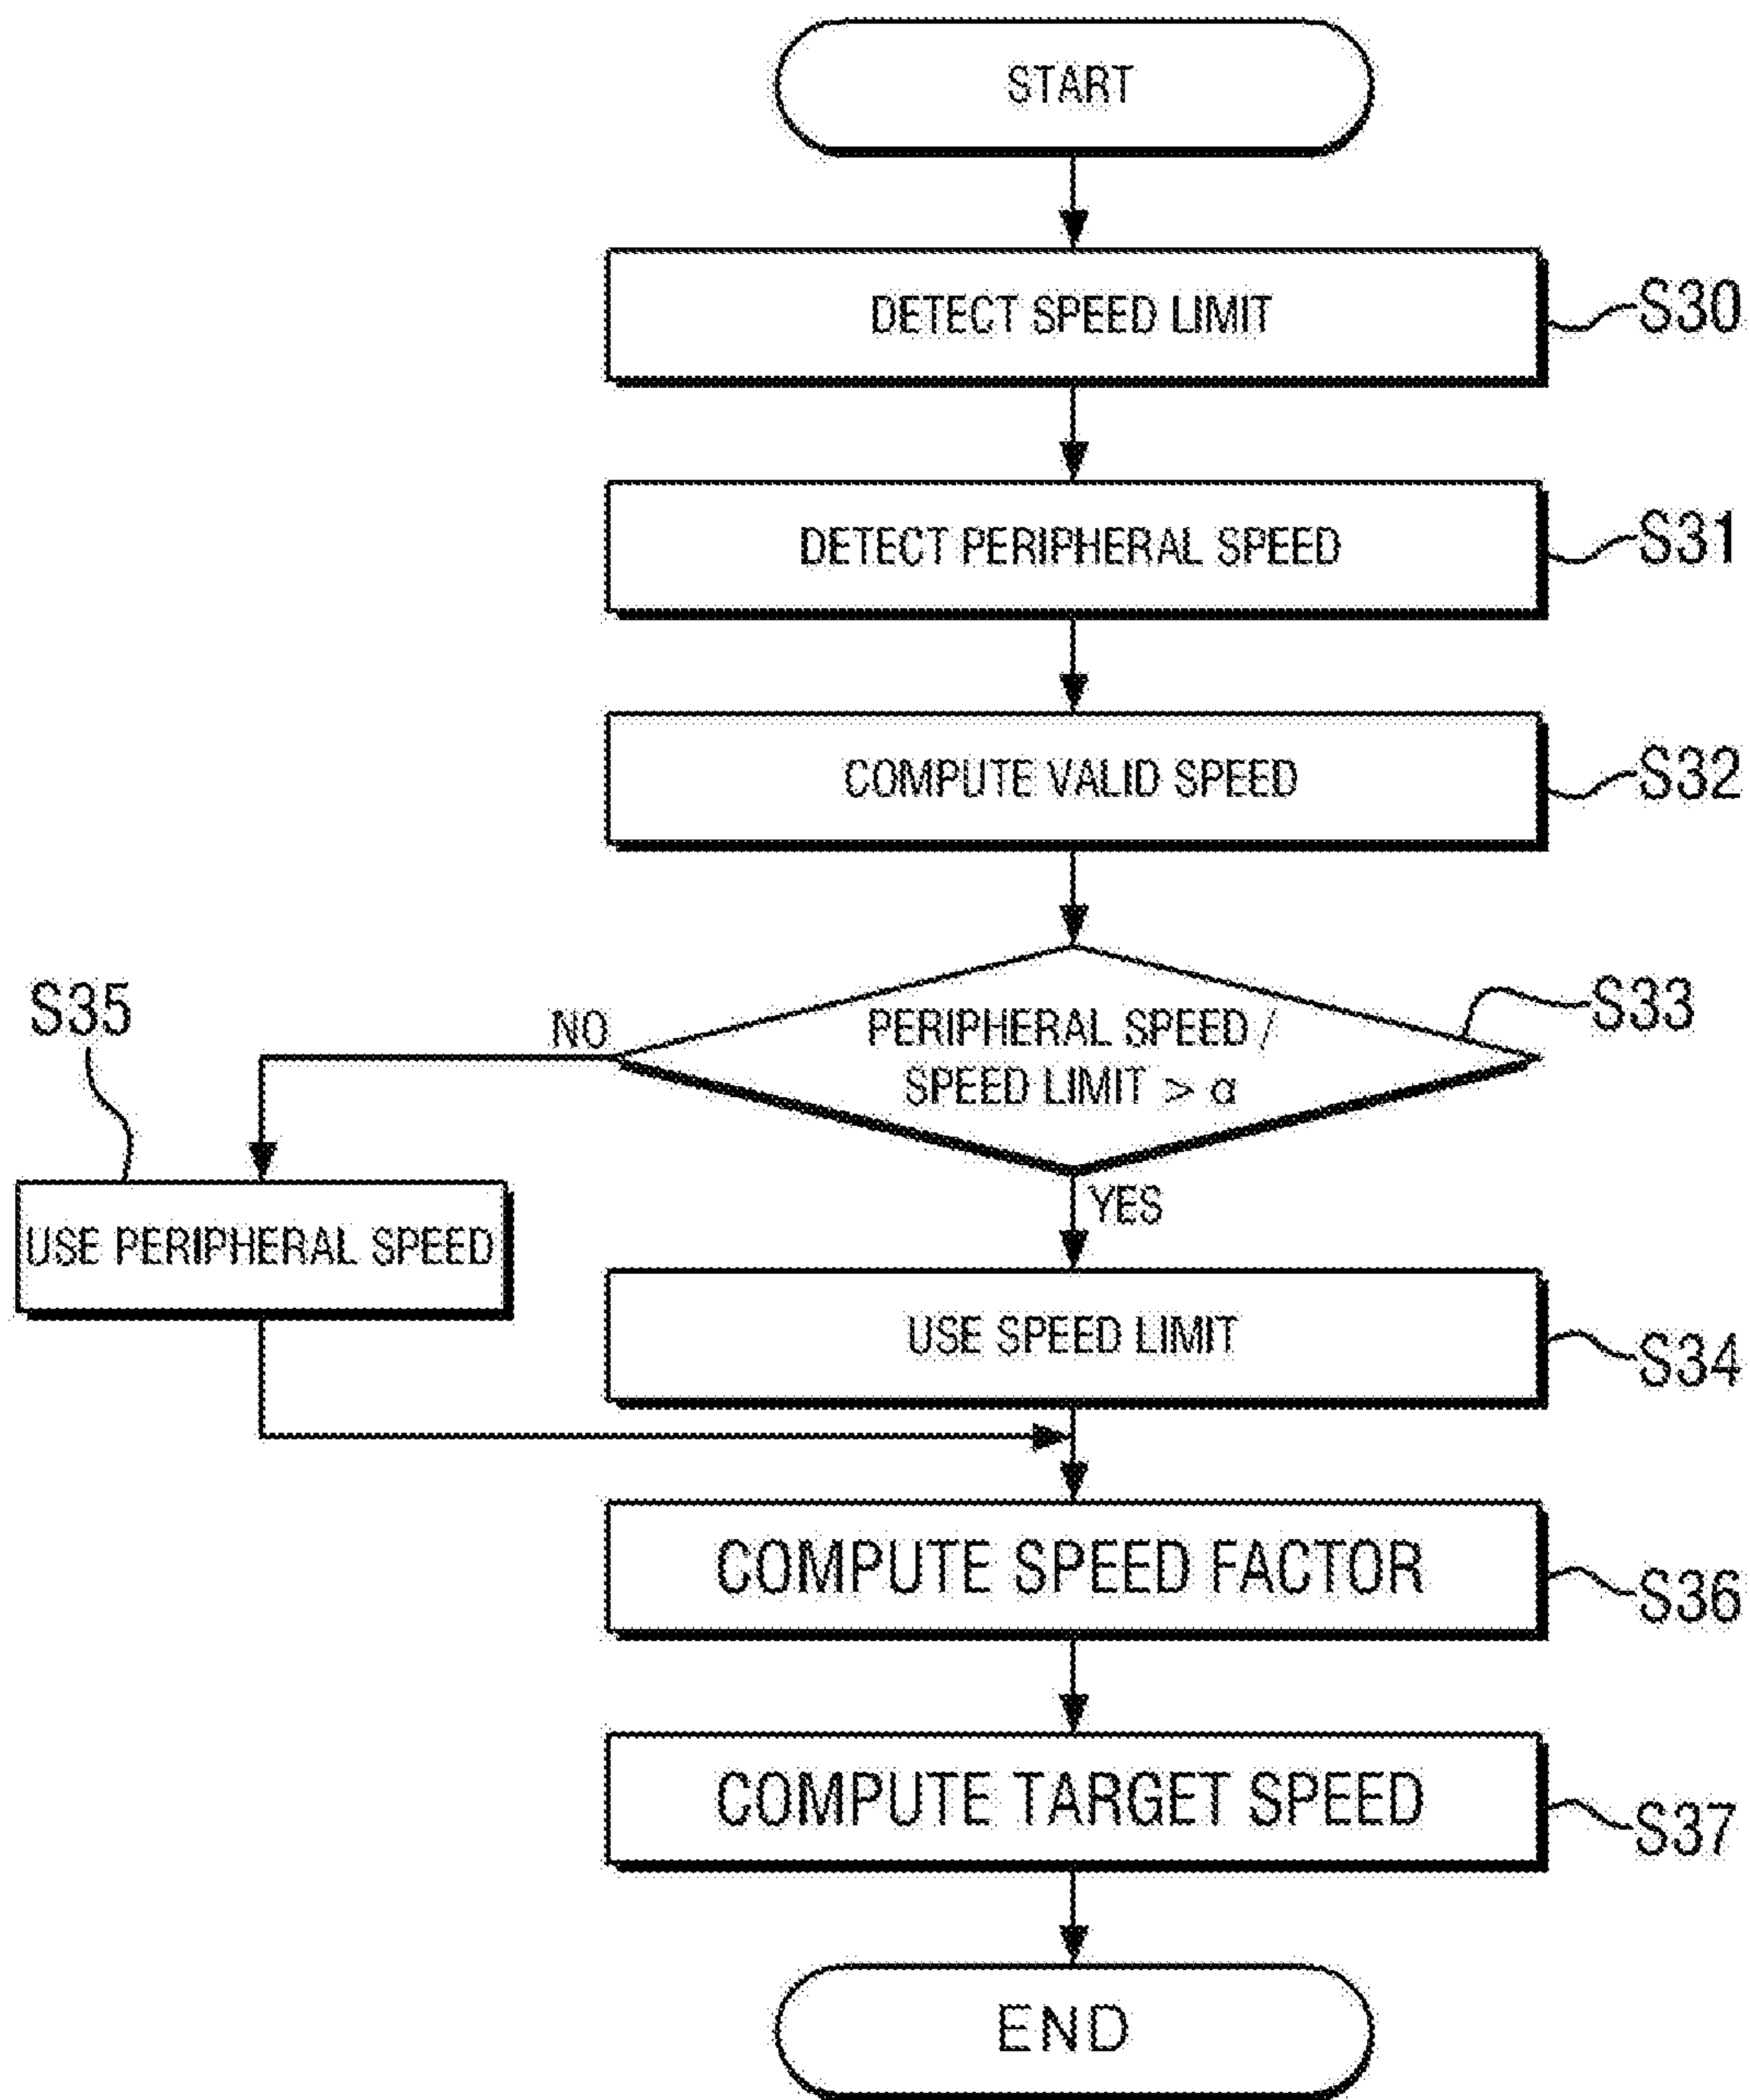 START
DETECT SPEED LIMIT
S30
DETECT PERIPHERAL SPEED
S31
COMPUTE VALID SPEED
S32
PERIPHERAL SPEED /
SPEED LIMIT > α
S33
NO
S35
YES
USE PERIPHERAL SPEED
USE SPEED LIMIT
S34
COMPUTE SPEED FACTOR
S36
COMPUTE TARGET SPEED
S37
END